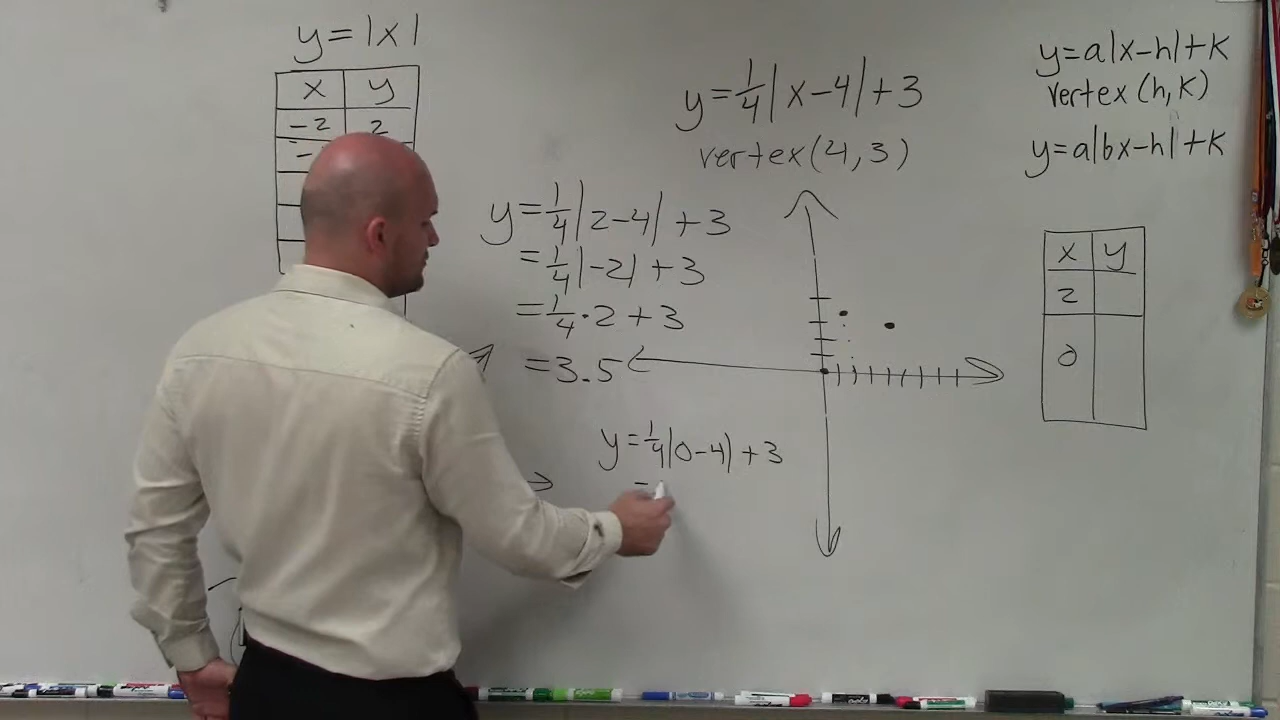 y=|x|
x y
-2 2
-
y=1/4|x-4|+3
vertex(4,3)
y=1/4|2-4|+3
=1/4|-2|+3
=1/4·2+3
=3.5
y=1/4|0-4|+3
=
y=a|x-h|+k
vertex(h,k)
y=a|bx-h|+k
x y
2
0